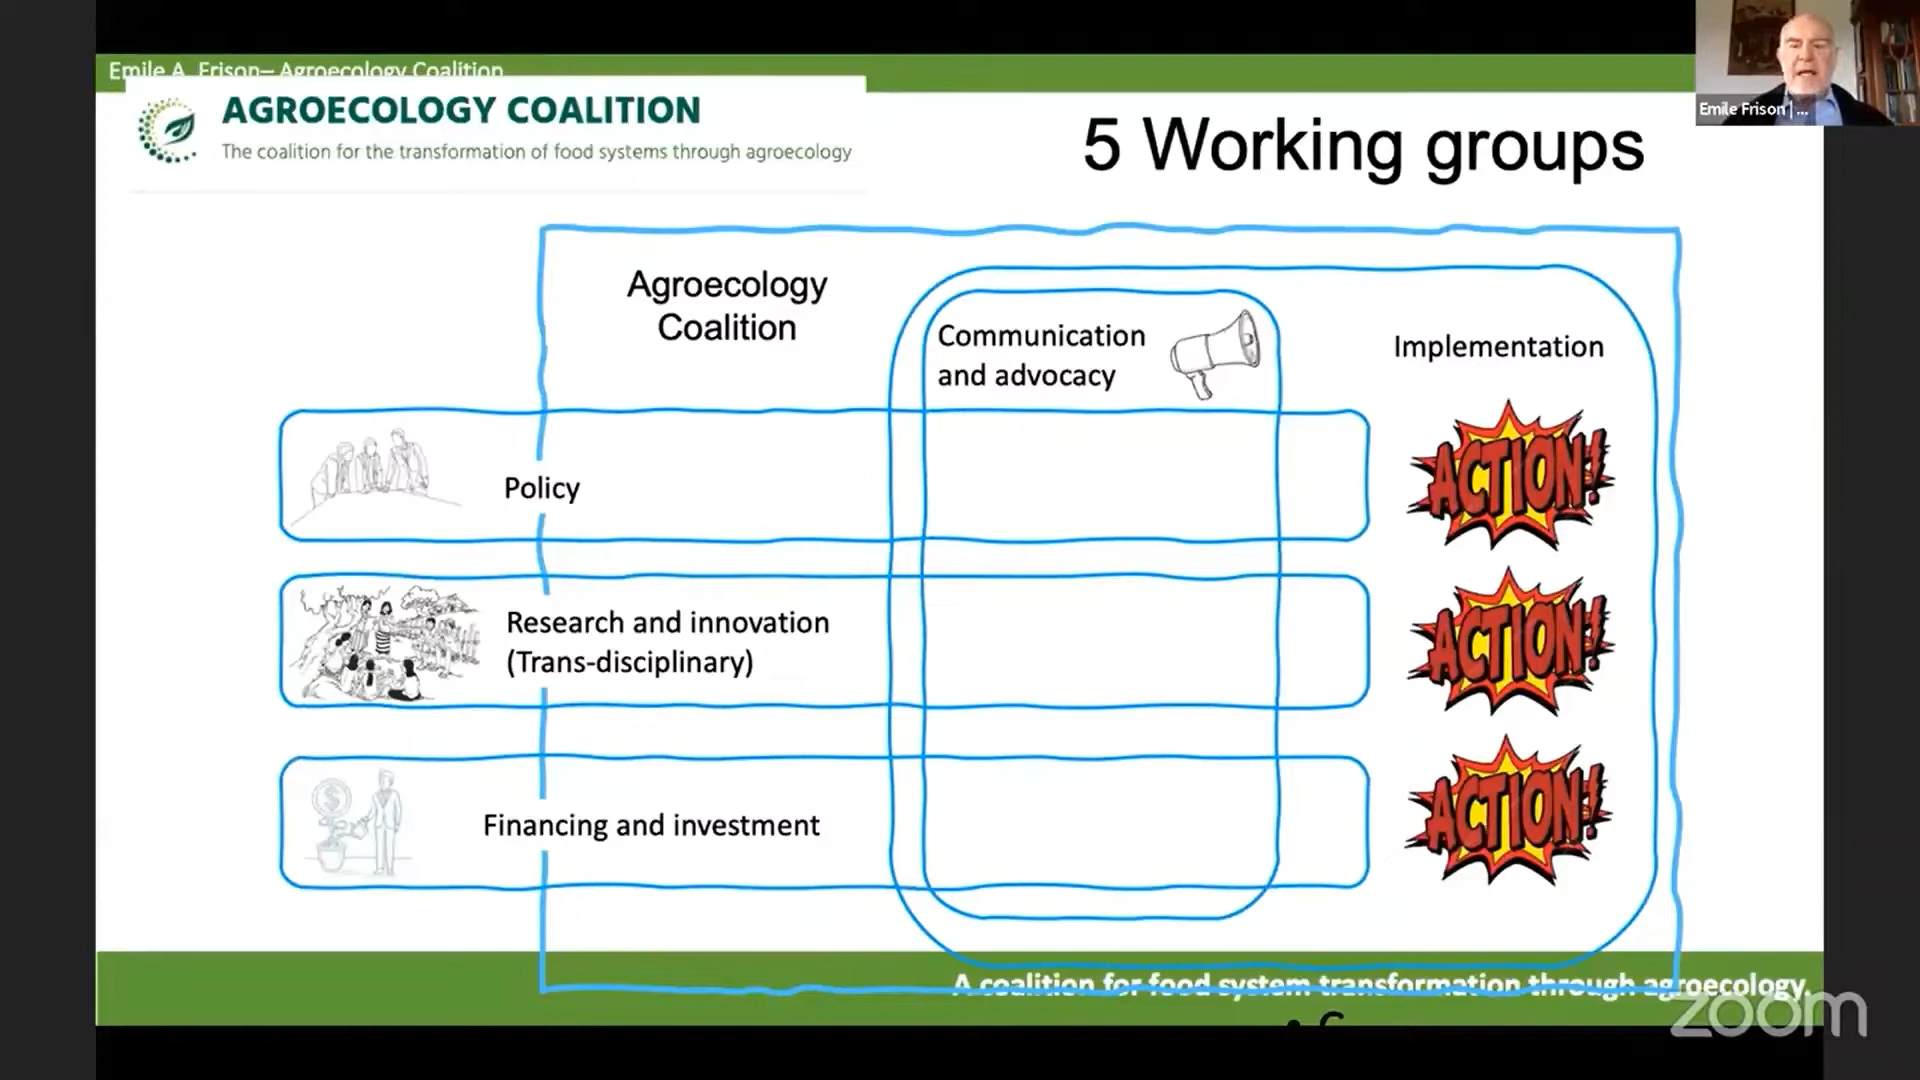 Emile A. Frison– Agroecology Coalition
AGROECOLOGY COALITION
The coalition for the transformation of food systems through agroecology
5 Working groups
Emile Frison | ...
Agroecology
Coalition
Communication
and advocacy
Implementation
Policy
ACTION!
Research and innovation
(Trans-disciplinary)
ACTION!
Financing and investment
ACTION!
A coalition for food system transformation through agroecology.
zoom